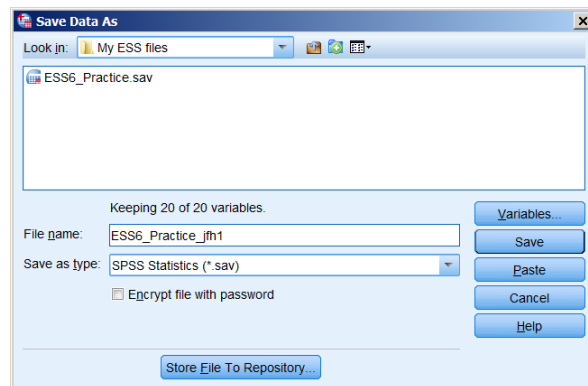 Save Data As
Look in: My ESS files
ESS6_Practice.sav
Keeping 20 of 20 variables.
Variables...
File name: ESS6_Practice_jfh1
Save
Save as type: SPSS Statistics (*.sav)
Paste
Encrypt file with password
Cancel
Help
Store File To Repository...